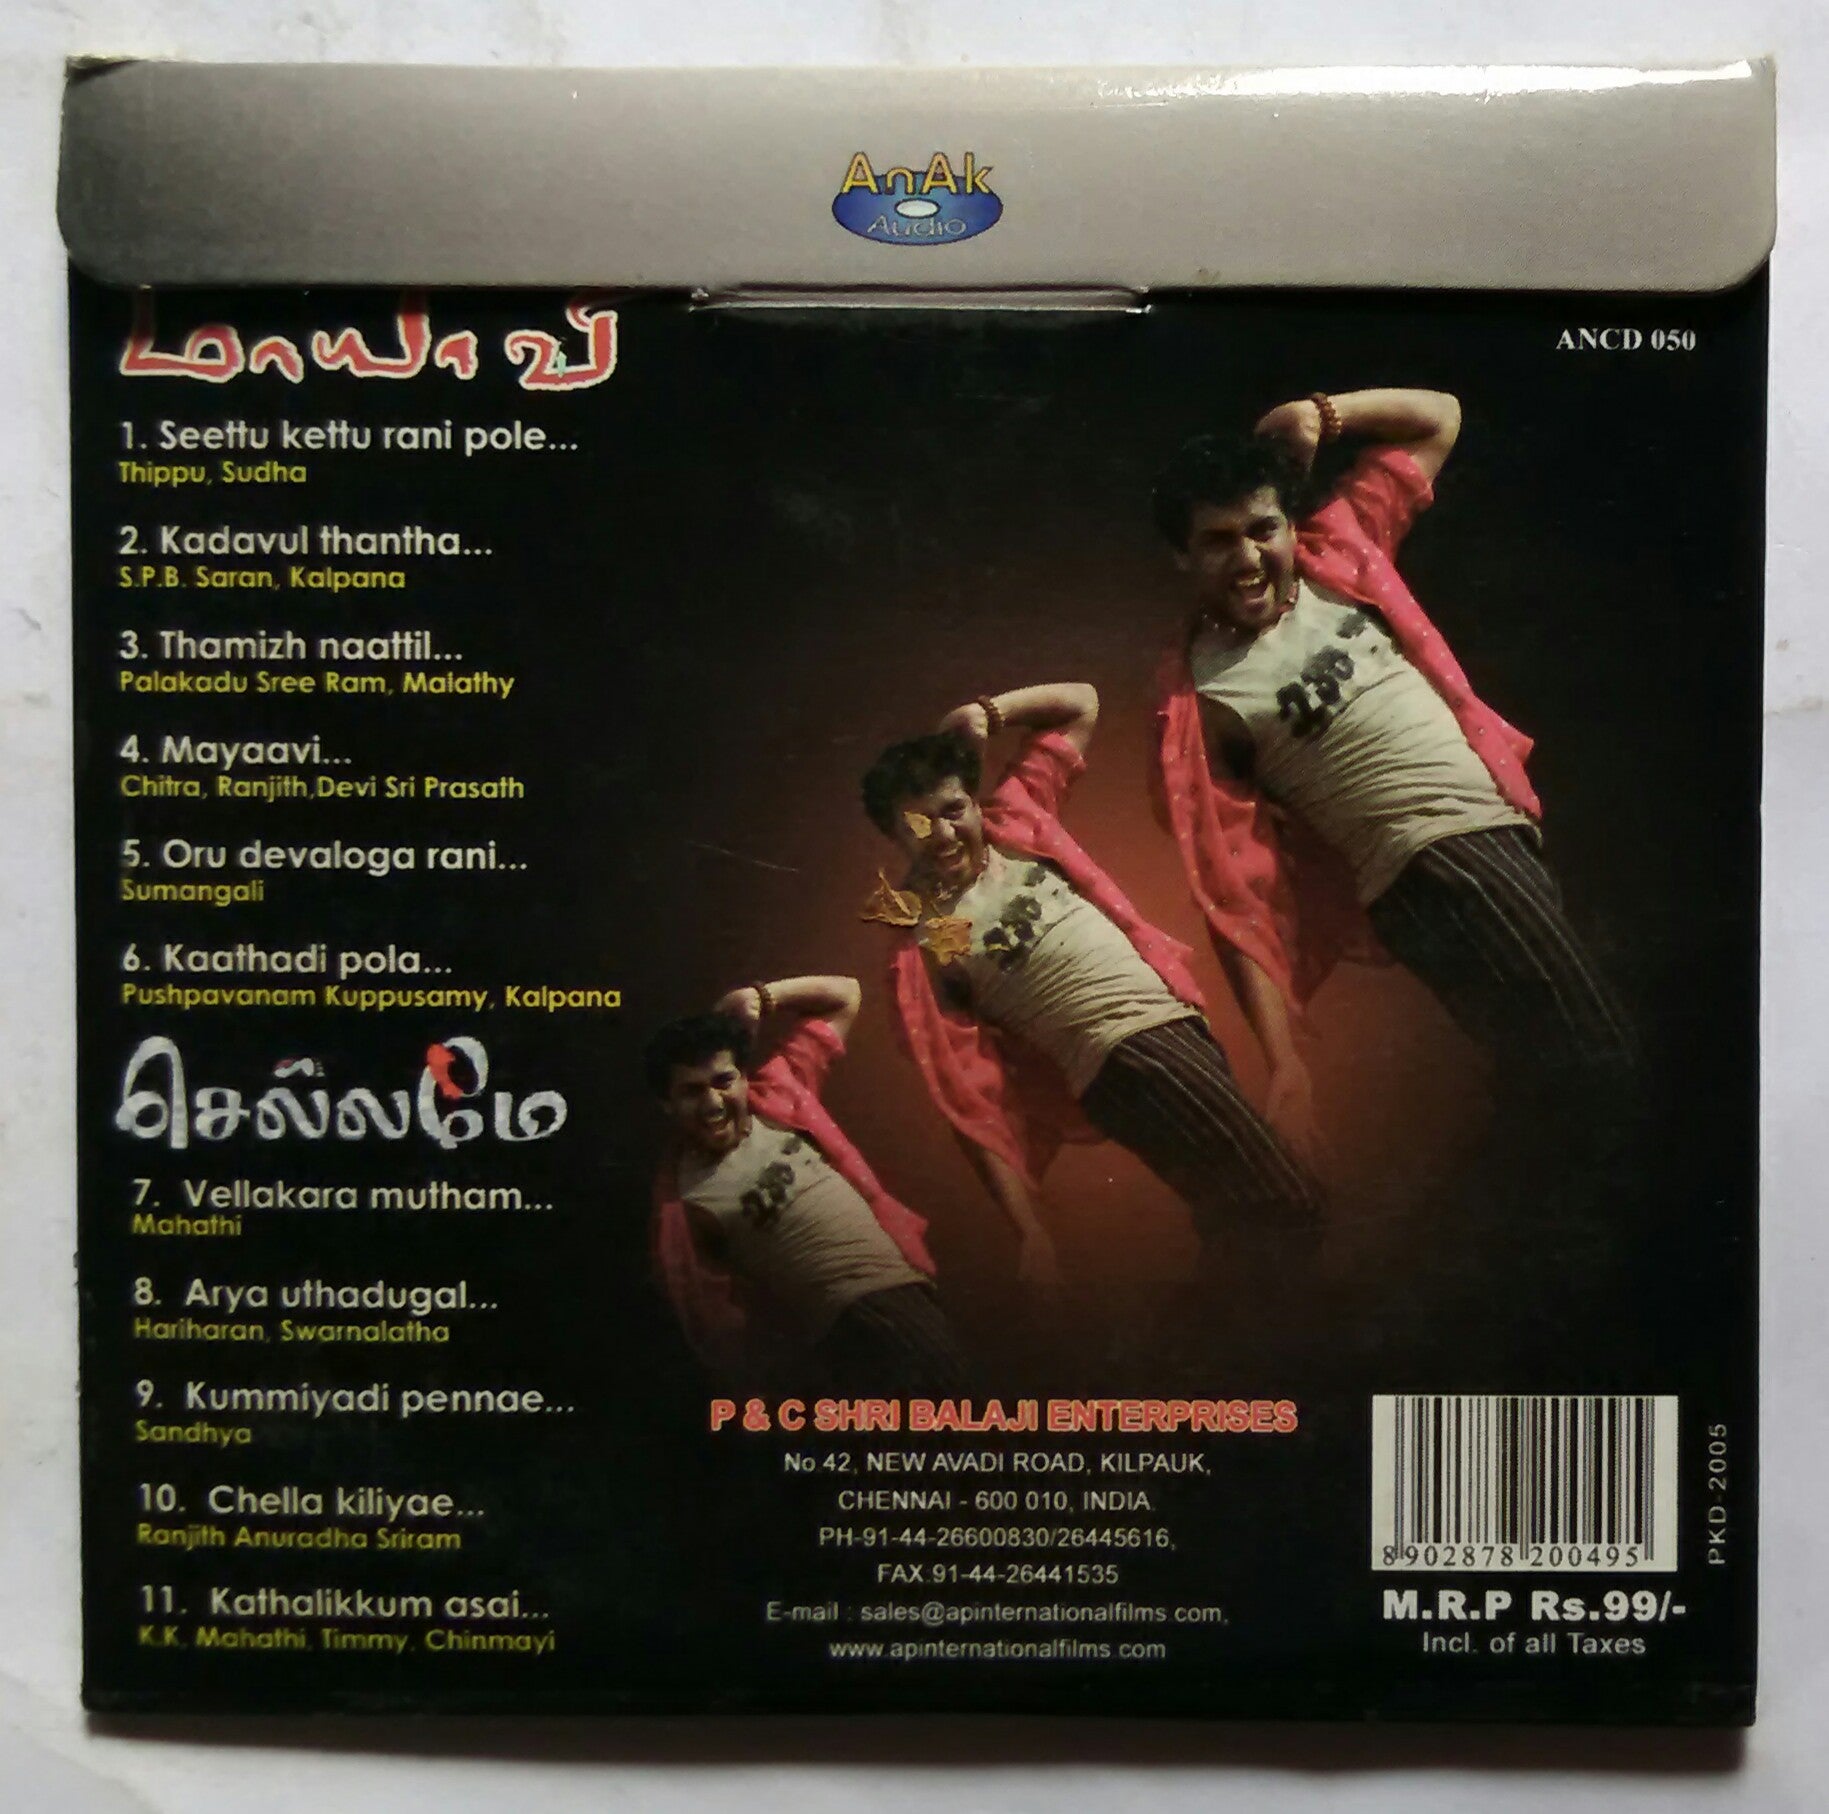 AnAk
Audio
மாயாவி
ANCD 050
1. Seettu kettu rani pole...
Thippu, Sudha
2. Kadavul thantha...
S.P.B. Saran, Kalpana
3. Thamizh naattil...
Palakadu Sree Ram, Malathy
4. Mayaavi...
Chitra, Ranjith,Devi Sri Prasath
5. Oru devaloga rani...
Sumangali
6. Kaathadi pola...
Pushpavanam Kuppusamy, Kalpana
செல்லமே
7. Vellakara mutham...
Mahathi
8. Arya uthadugal...
Hariharan, Swarnalatha
9. Kummiyadi pennae...
Sandhya
10. Chella kiliyae...
Ranjith Anuradha Sriram
11. Kathalikkum asai...
K.K, Mahathi, Timmy, Chinmayi
P & C SHRI BALAJI ENTERPRISES
No.42, NEW AVADI ROAD, KILPAUK,
CHENNAI - 600 010, INDIA.
PH-91-44-26600830/26445616,
FAX.91-44-26441535
E-mail : sales@apinternationalfilms.com,
www.apinternationalfilms.com
8902878200495
M.R.P Rs.99/-
Incl. of all Taxes
PKD-2005